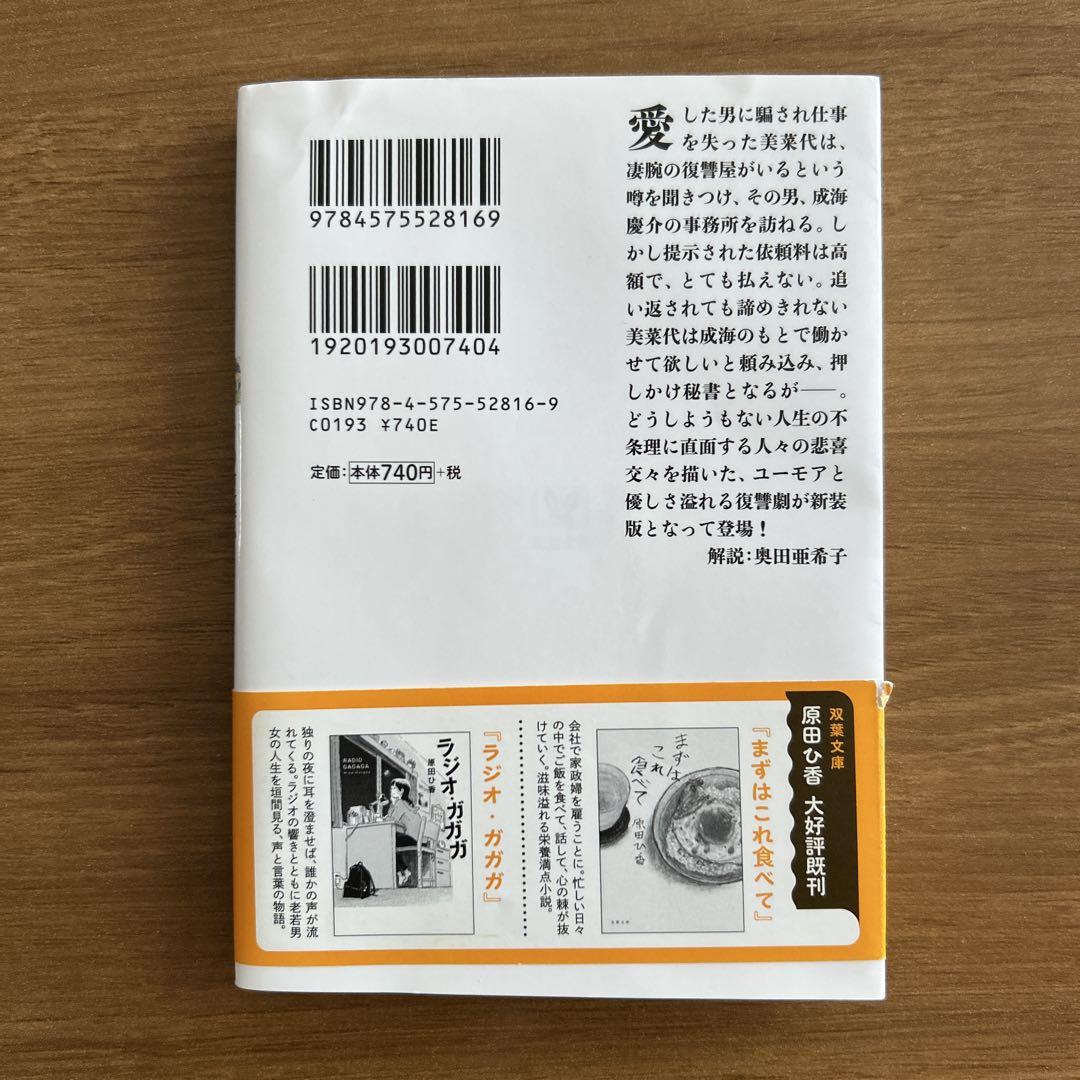 9784575528169
1920193007404
ISBN978-4-575-52816-9
C0193 ¥740E
定価：本体740円+税
愛した男に騙され仕事
を失った美菜代は、
凄腕の復讐屋がいるという
噂を聞きつけ、その男、成海
慶介の事務所を訪ねる。し
かし提示された依頼料は高
額で、とても払えない。追
い返されても諦めきれない
美菜代は成海のもとで働か
せて欲しいと頼み込み、押
しかけ秘書となるが――。
どうしようもない人生の不
条理に直面する人々の悲喜
交々を描いた、ユーモアと
優しさ溢れる復讐劇が新装
版となって登場！
解説：奥田亜希子
双葉文庫
原田ひ香 大好評既刊
『まずはこれ食べて』
まずは
これ
食べて
原田ひ香
会社で家政婦を雇うことに。忙しい日々
の中でご飯を食べて、話して、心の棘が抜
けていく。滋味溢れる栄養満点小説。
『ラジオ・ガガガ』
ラジオ・ガガガ
原田ひ香
RADIO
GAGAGA
独りの夜に耳を澄ませば、誰かの声が流
れてくる。ラジオの響きとともに老若男
女の人生を垣間見る、声と言葉の物語。